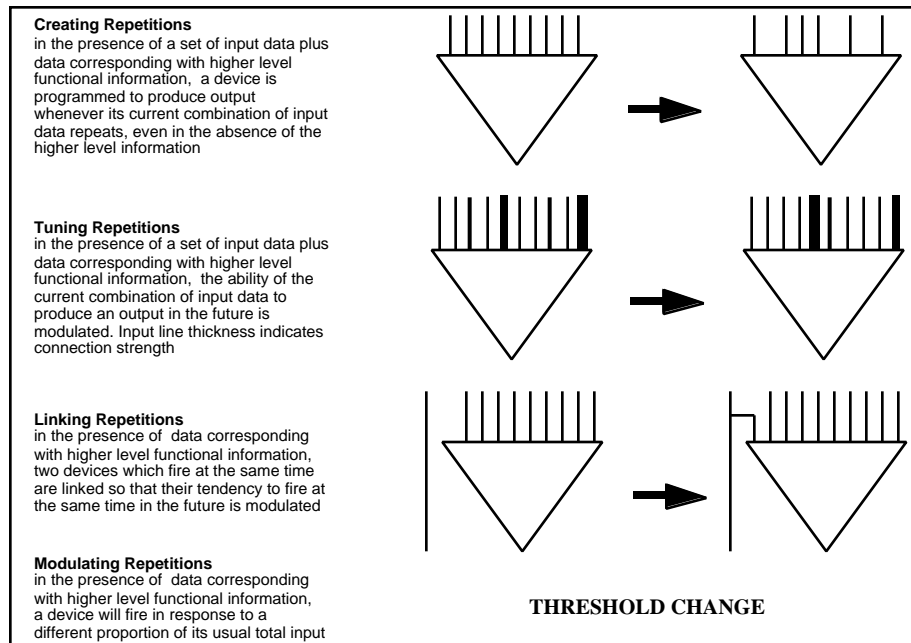 Creating Repetitions
in the presence of a set of input data plus
data corresponding with higher level
functional information, a device is
programmed to produce output
whenever its current combination of input
data repeats, even in the absence of the
higher level information
Tuning Repetitions
in the presence of a set of input data plus
data corresponding with higher level
functional information, the ability of the
current combination of input data to
produce an output in the future is
modulated. Input line thickness indicates
connection strength
Linking Repetitions
in the presence of data corresponding
with higher level functional information,
two devices which fire at the same time
are linked so that their tendency to fire at
the same time in the future is modulated
Modulating Repetitions
in the presence of data corresponding
with higher level functional information,
a device will fire in response to a
different proportion of its usual total input
THRESHOLD CHANGE